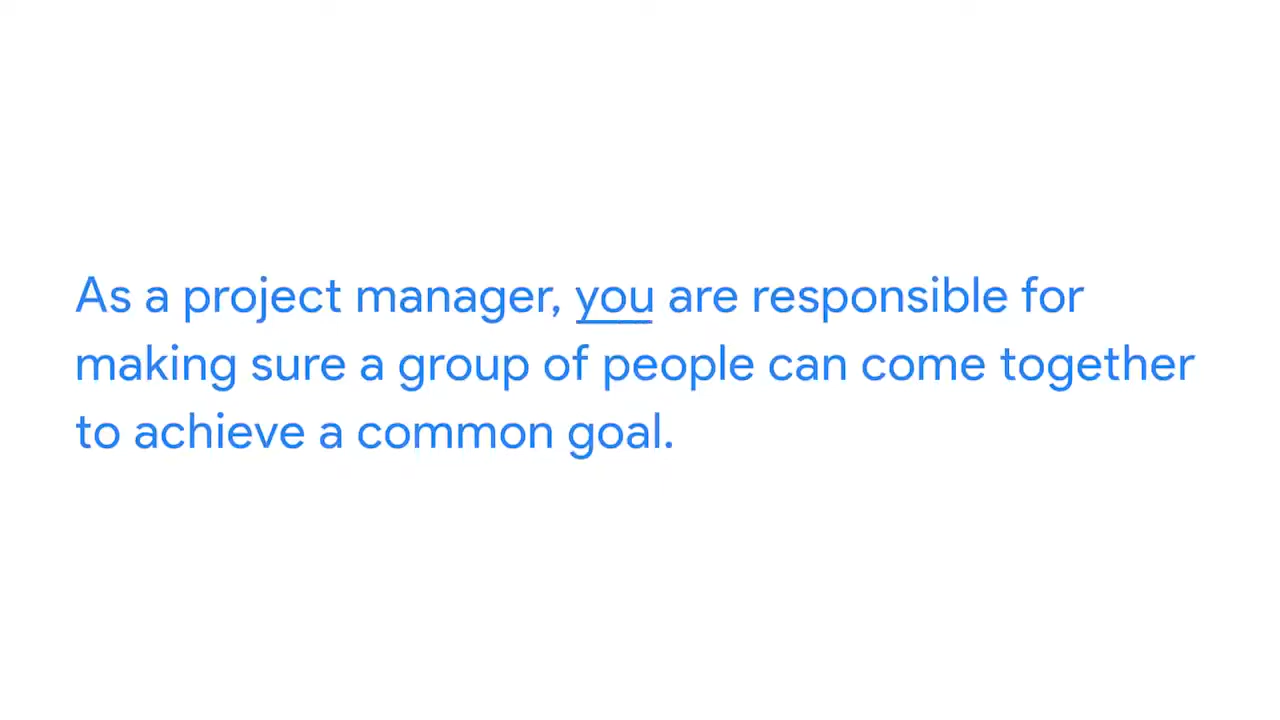 As a project manager, you are responsible for
making sure a group of people can come together
to achieve a common goal.